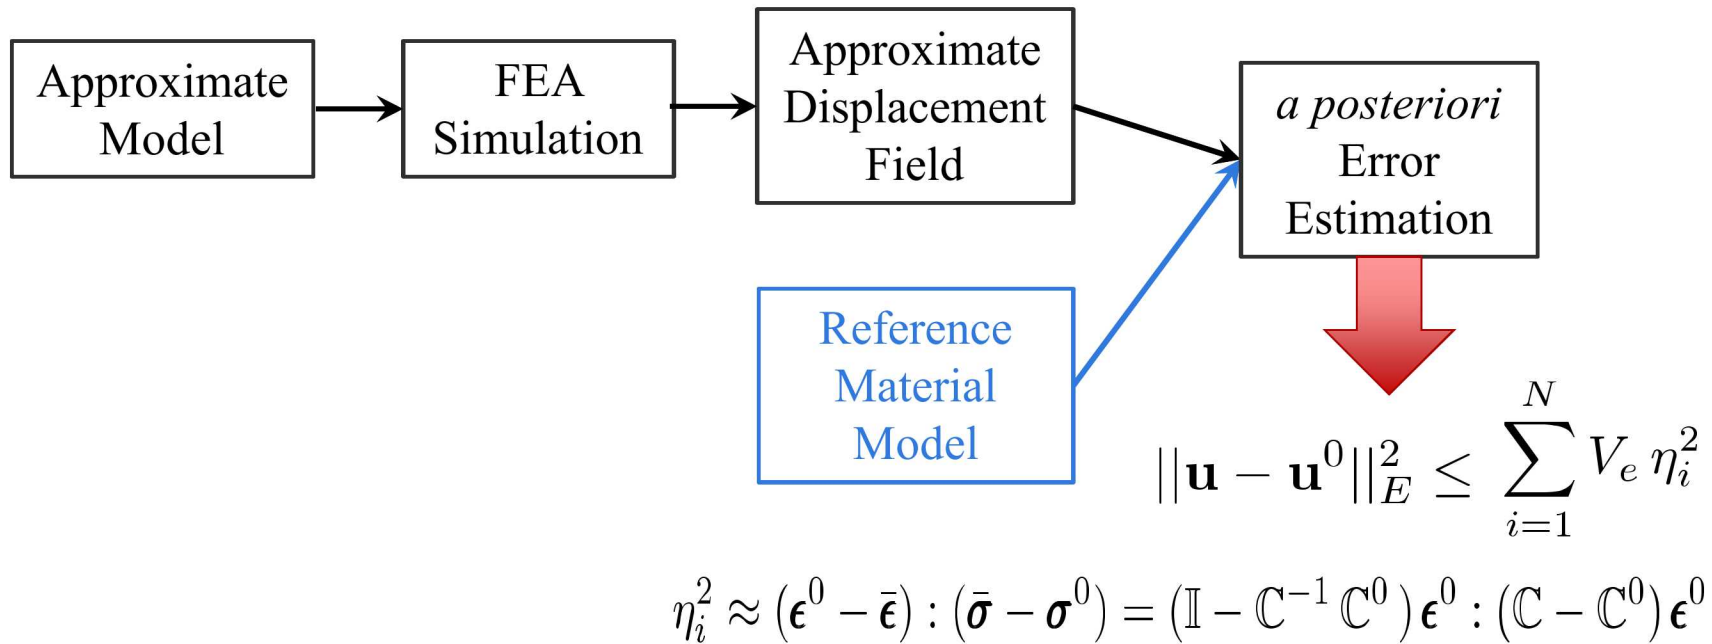 Approximate
Model
FEA
Simulation
Approximate
Displacement
Field
a posteriori
Error
Estimation
Reference
Material
Model
||𝐮 − 𝐮⁰||²_E ≤ ∑_{i=1}^{N} V_e η_i²
η_i² ≈ (𝝐⁰ − 𝝐̄) : (𝝈̄ − 𝝈⁰) = (𝕀 − ℂ⁻¹ ℂ⁰) 𝝐⁰ : (ℂ − ℂ⁰) 𝝐⁰